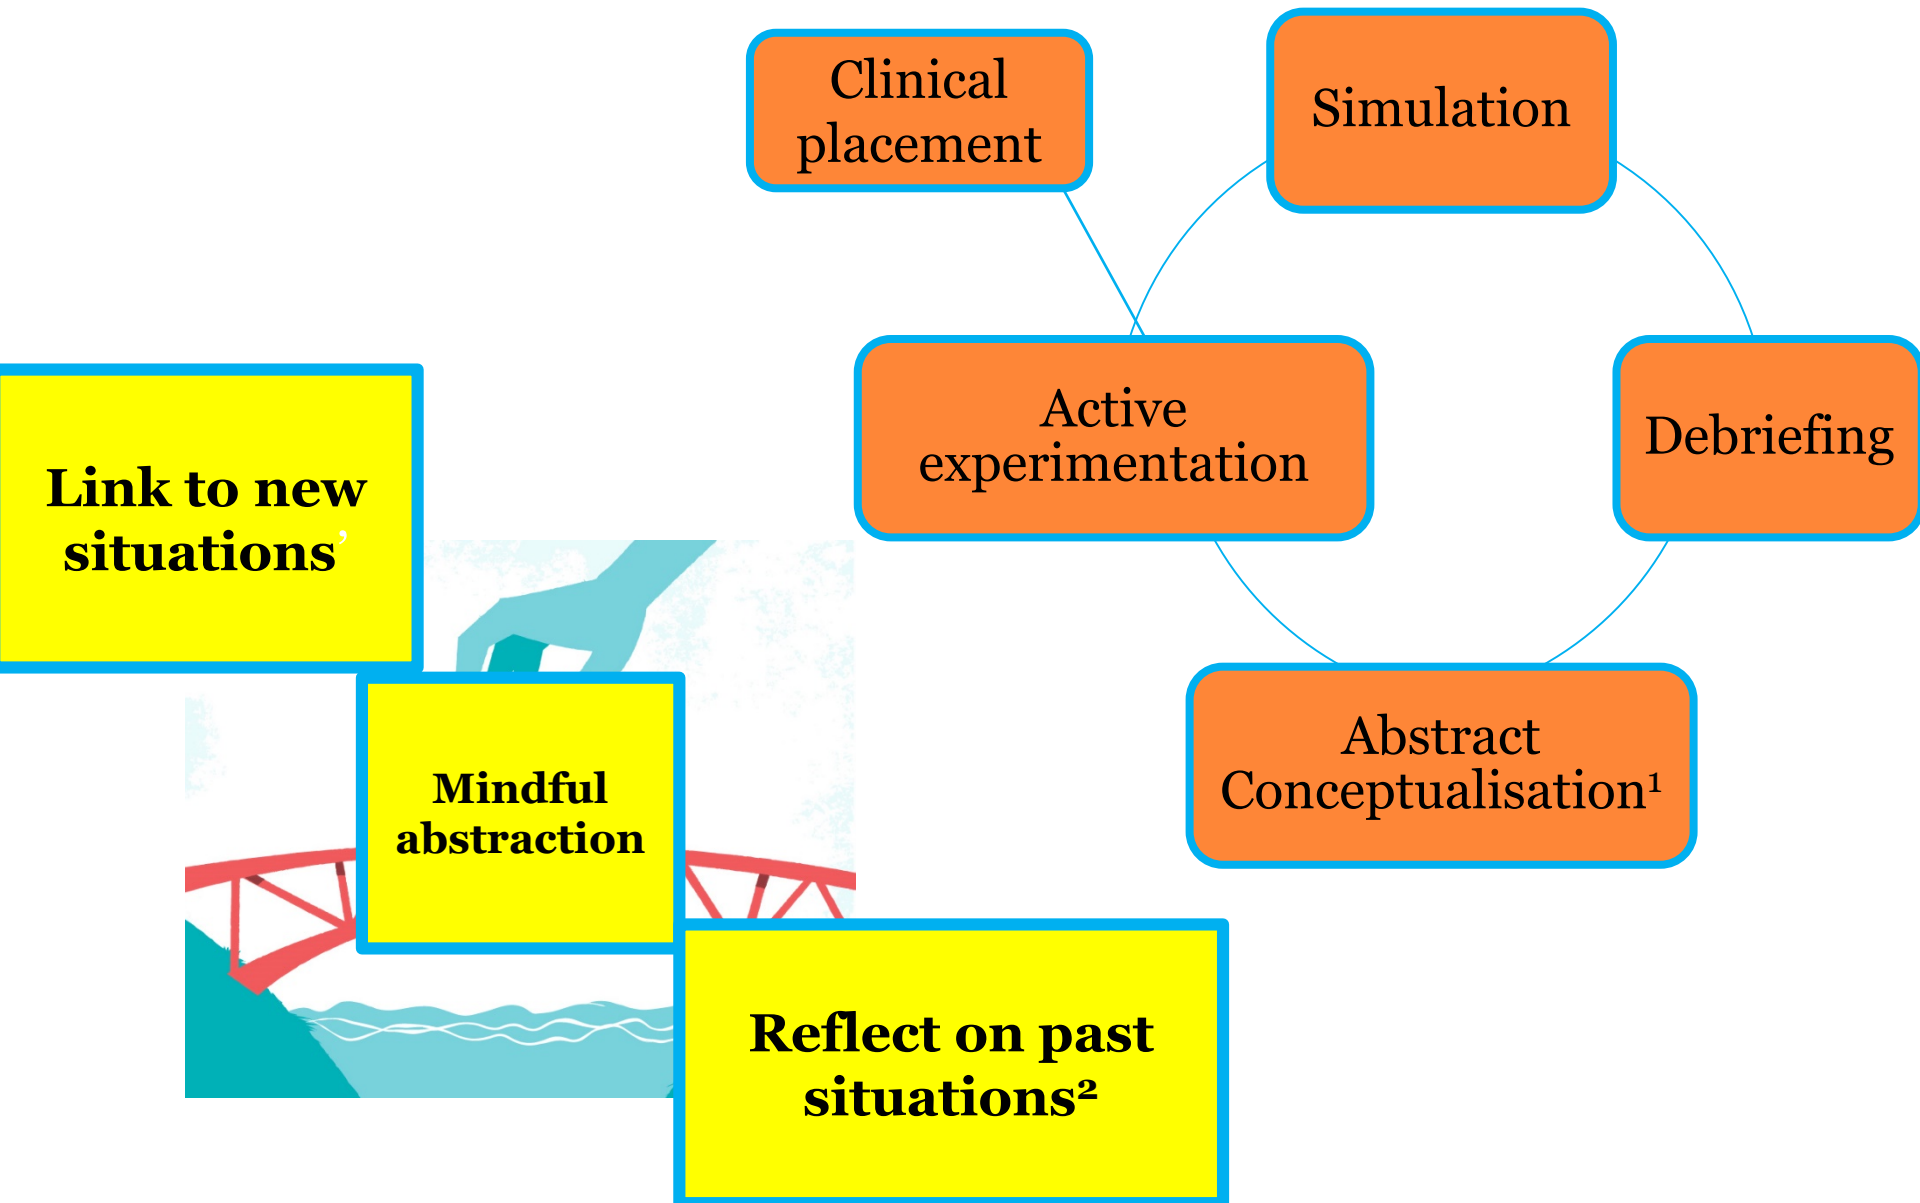 Clinical
placement
Simulation
Active
experimentation
Debriefing
Abstract
Conceptualisation¹
Link to new
situations’
Mindful
abstraction
Reflect on past
situations²